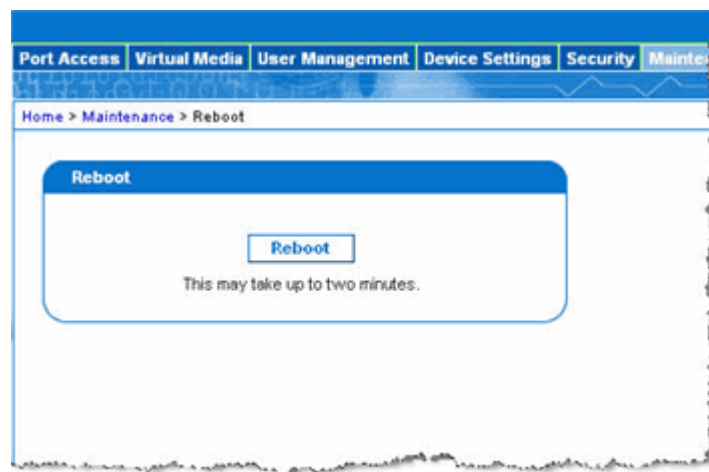 Port Access Virtual Media User Management Device Settings Security Mainte
Home > Maintenance > Reboot
Reboot
Reboot
This may take up to two minutes.